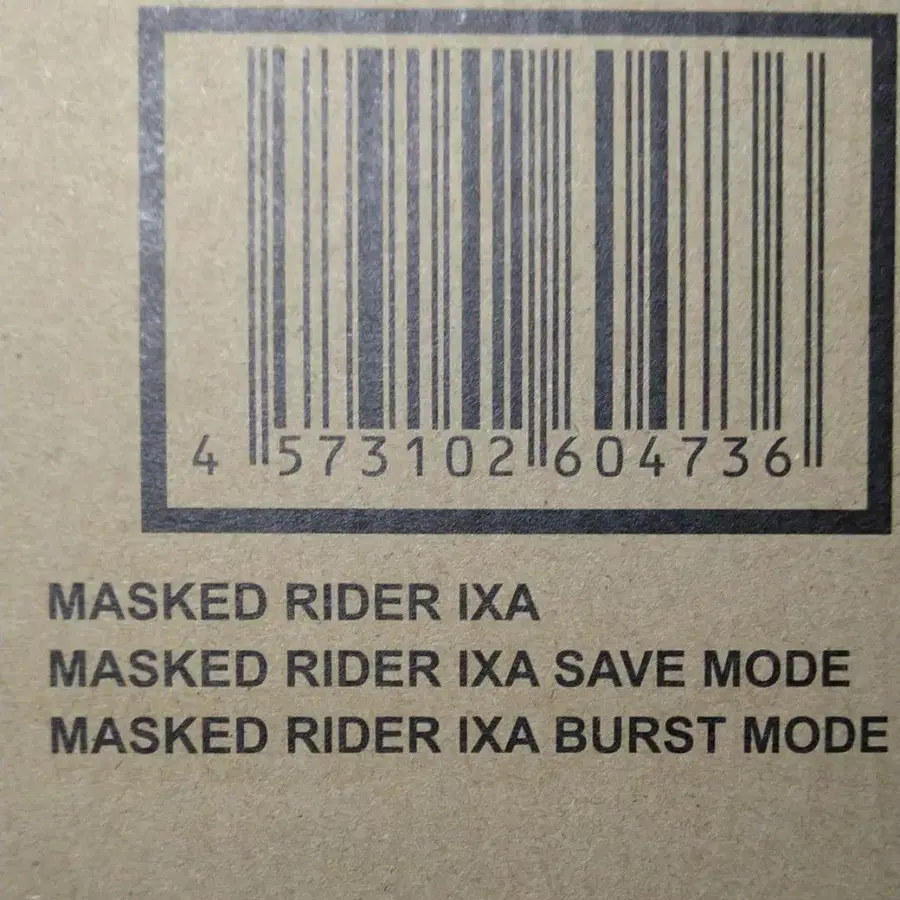 4 573102 604736
MASKED RIDER IXA
MASKED RIDER IXA SAVE MODE
MASKED RIDER IXA BURST MODE